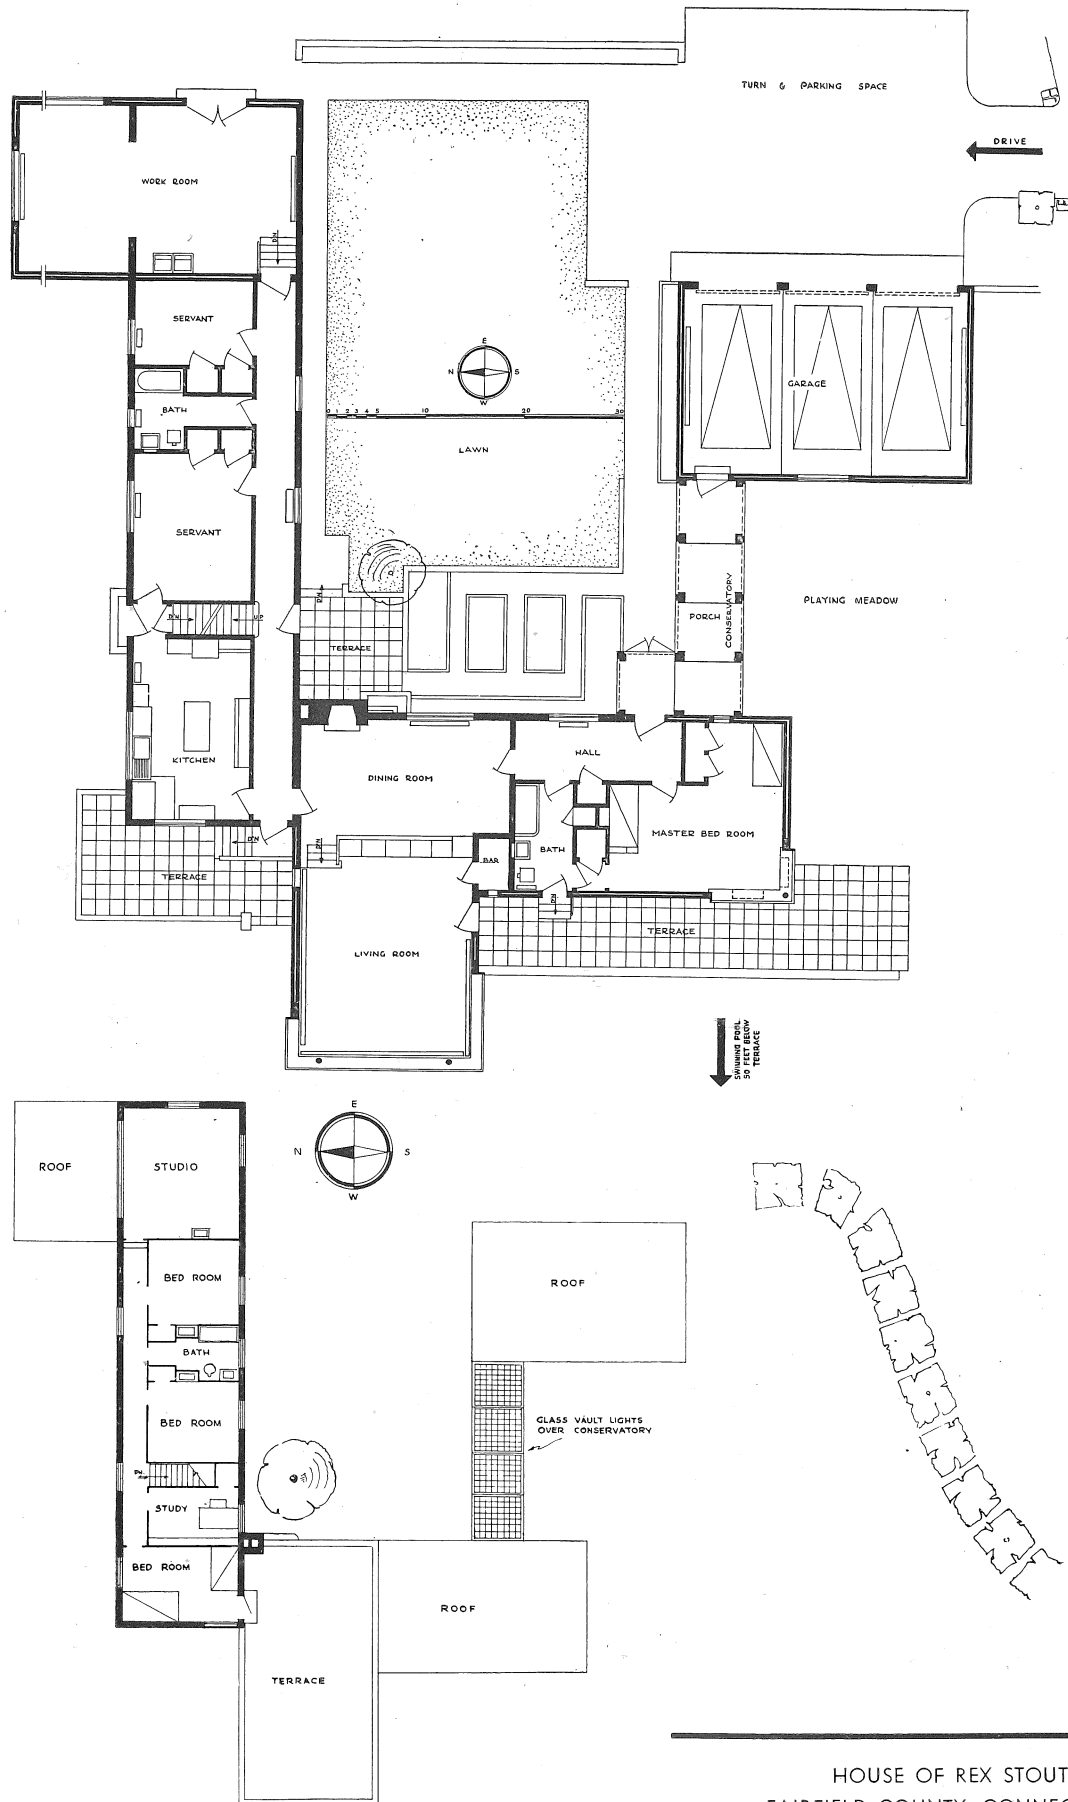 TURN & PARKING SPACE
DRIVE
WORK ROOM
DN
SERVANT
E
N S
W
GARAGE
0 1 2 3 4 5 10 20 30
BATH
LAWN
SERVANT
DN UP
DN
TERRACE
PORCH
CONSERVATORY
PLAYING MEADOW
KITCHEN
DINING ROOM
HALL
MASTER BED ROOM
DN
DN
BAR
BATH
TERRACE
DN
LIVING ROOM
TERRACE
SWIMMING POOL
50 FEET BELOW
TERRACE
E
N S
W
ROOF
STUDIO
BED ROOM
BATH
BED ROOM
DN.
STUDY
BED ROOM
ROOF
GLASS VAULT LIGHTS
OVER CONSERVATORY
ROOF
TERRACE
HOUSE OF REX STOUT